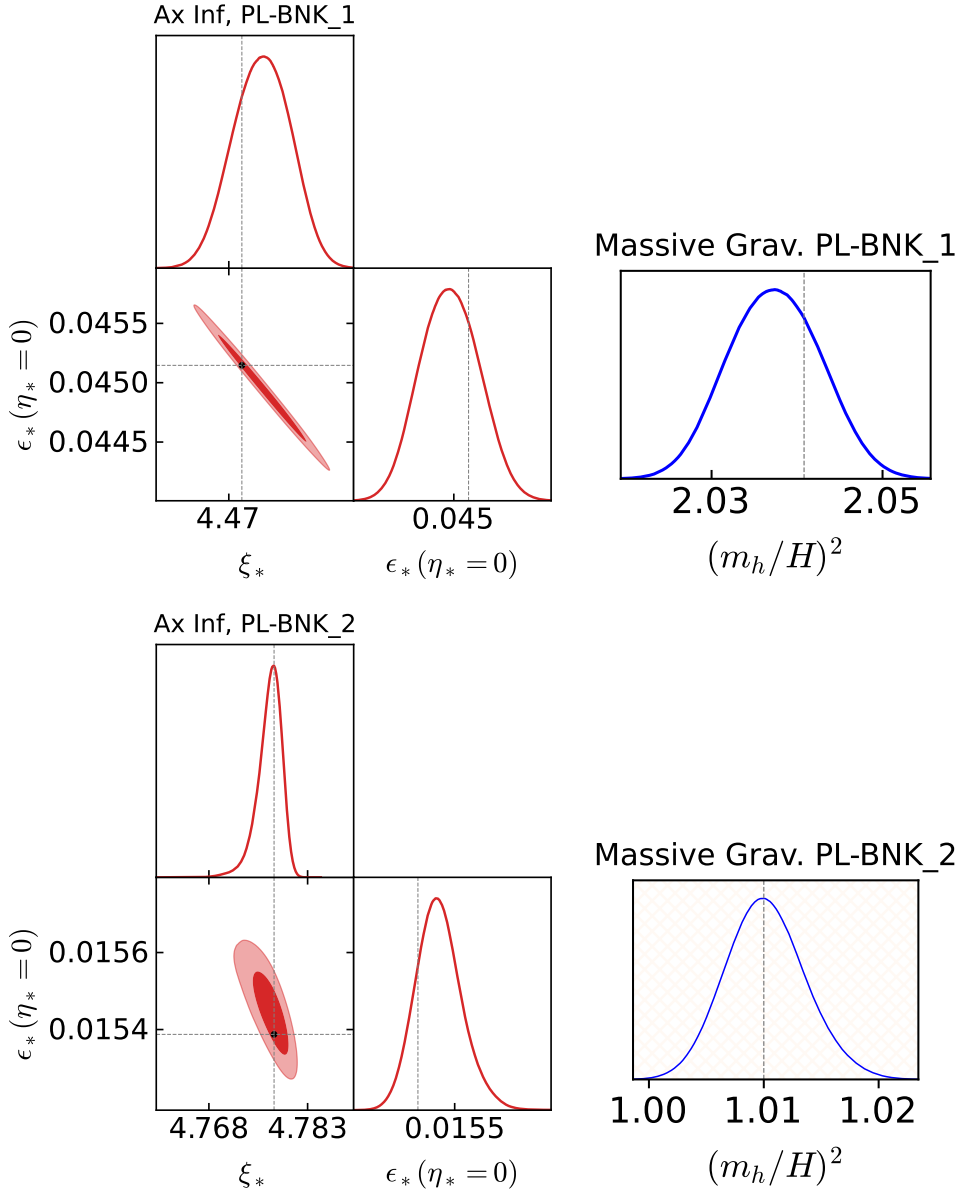 Ax Inf, PL-BNK_1
0.0455
0.0450
0.0445
ϵ∗(η∗ = 0)
4.47
ξ∗
0.045
ϵ∗(η∗ = 0)
Massive Grav. PL-BNK_1
2.03 2.05
(m_h/H)²
Ax Inf, PL-BNK_2
0.0156
0.0154
ϵ∗(η∗ = 0)
4.768 4.783
ξ∗
0.0155
ϵ∗(η∗ = 0)
Massive Grav. PL-BNK_2
1.00 1.01 1.02
(m_h/H)²